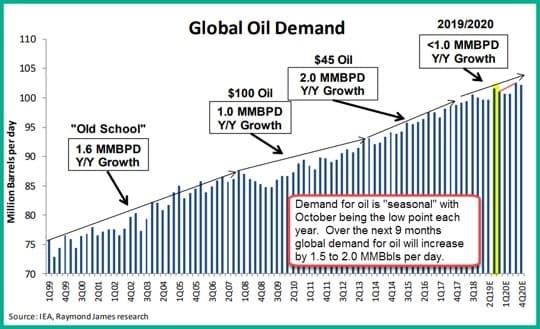 Global Oil Demand
2019/2020
<1.0 MMBPD
Y/Y Growth
$45 Oil
2.0 MMBPD
Y/Y Growth
$100 Oil
1.0 MMBPD
Y/Y Growth
"Old School"
1.6 MMBPD
Y/Y Growth
Million Barrels per day
110
105
100
95
90
85
80
75
70
Demand for oil is "seasonal" with
October being the low point each
year. Over the next 9 months
global demand for oil will increase
by 1.5 to 2.0 MMBbls per day.
1Q99
4Q99
3Q00
2Q01
1Q02
4Q02
3Q03
2Q04
1Q05
4Q05
3Q06
2Q07
1Q08
4Q08
3Q09
2Q10
1Q11
4Q11
3Q12
2Q13
1Q14
4Q14
3Q15
2Q16
1Q17
4Q17
3Q18
2Q19E
1Q20E
4Q20E
Source: IEA, Raymond James research